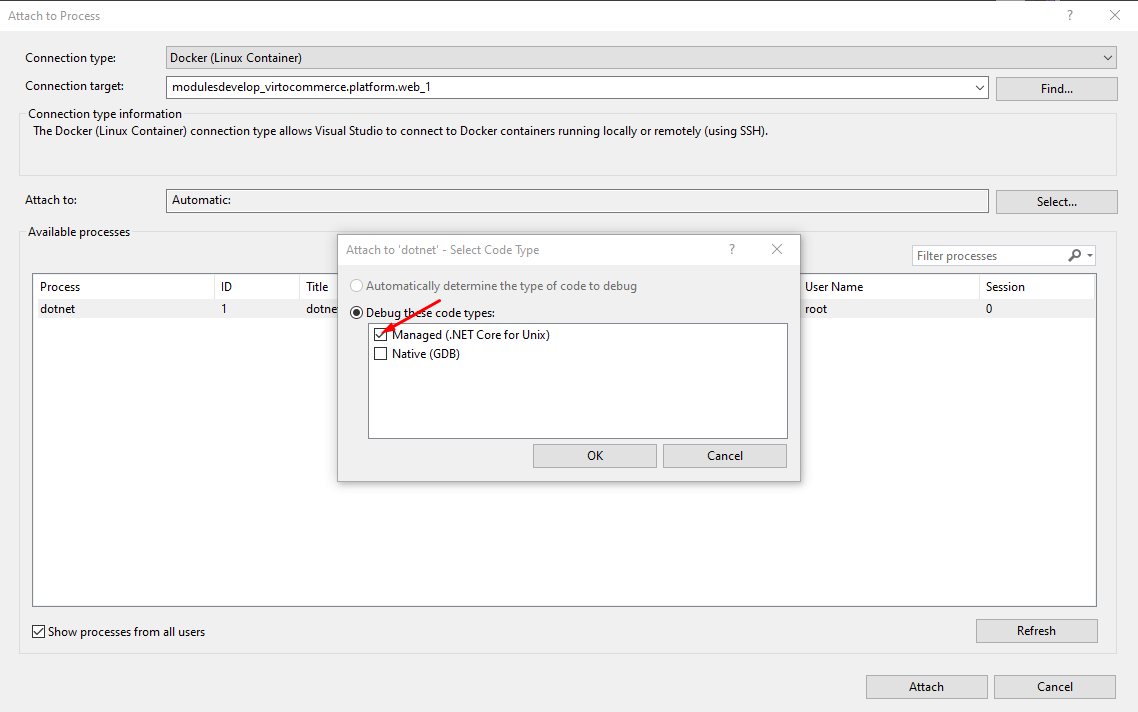 Attach to Process
?
Connection type:
Docker (Linux Container)
Connection target:
modulesdevelop_virtocommerce.platform.web_1
Find...
Connection type information
The Docker (Linux Container) connection type allows Visual Studio to connect to Docker containers running locally or remotely (using SSH).
Attach to:
Automatic:
Select...
Available processes
Filter processes
Process ID Title User Name Session
dotnet 1 dotne root 0
Attach to 'dotnet' - Select Code Type
?
Automatically determine the type of code to debug
Debug these code types:
Managed (.NET Core for Unix)
Native (GDB)
OK Cancel
Show processes from all users
Refresh
Attach Cancel